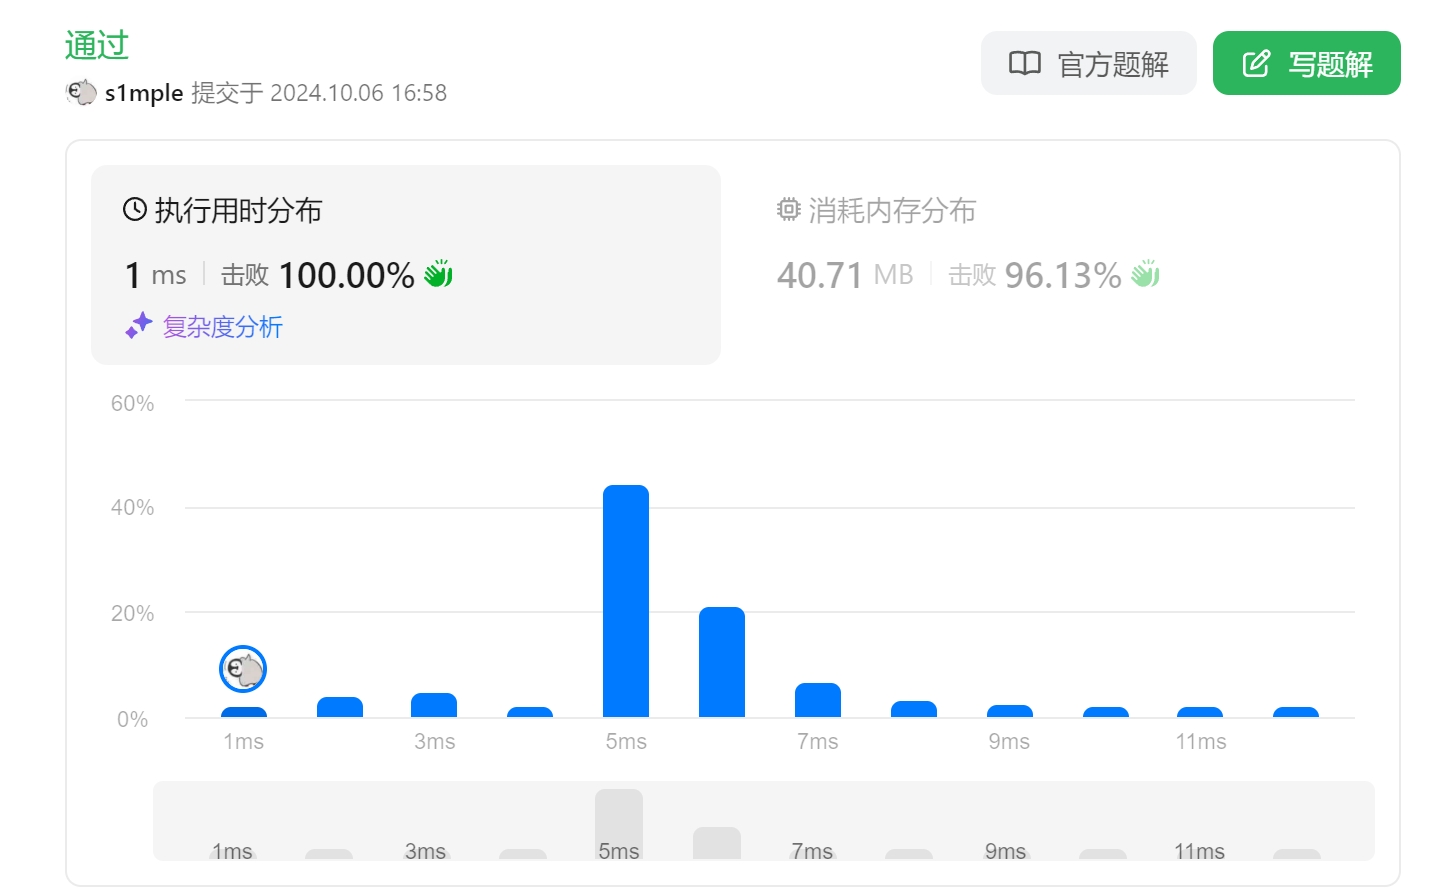 通过
官方题解
写题解
s1mple 提交于 2024.10.06 16:58
执行用时分布
1 ms 击败 100.00%
复杂度分析
消耗内存分布
40.71 MB 击败 96.13%
60%
40%
20%
0%
1ms 3ms 5ms 7ms 9ms 11ms
1ms 3ms 5ms 7ms 9ms 11ms